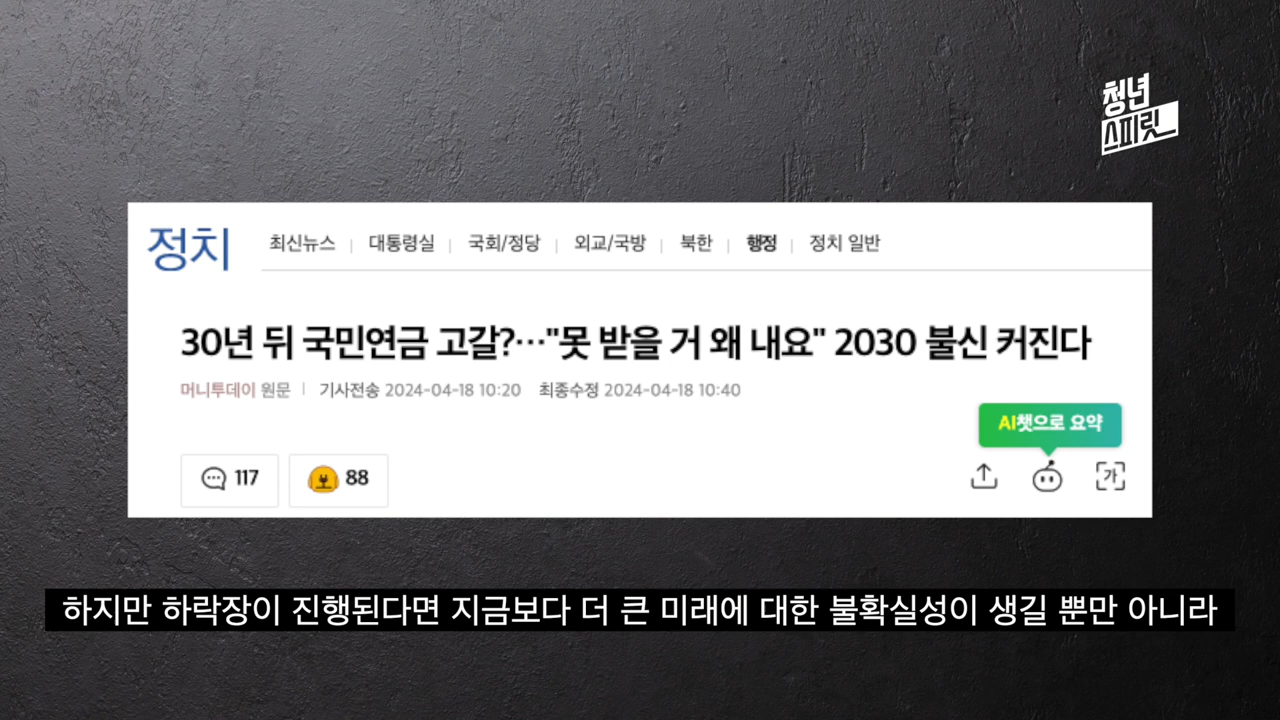 청년
스피릿
정치 최신뉴스 | 대통령실 | 국회/정당 | 외교/국방 | 북한 | 행정 | 정치 일반
30년 뒤 국민연금 고갈?…"못 받을 거 왜 내요" 2030 불신 커진다
머니투데이 원문 | 기사전송 2024-04-18 10:20 최종수정 2024-04-18 10:40
AI챗으로 요약
117 88 가
하지만 하락장이 진행된다면 지금보다 더 큰 미래에 대한 불확실성이 생길 뿐만 아니라